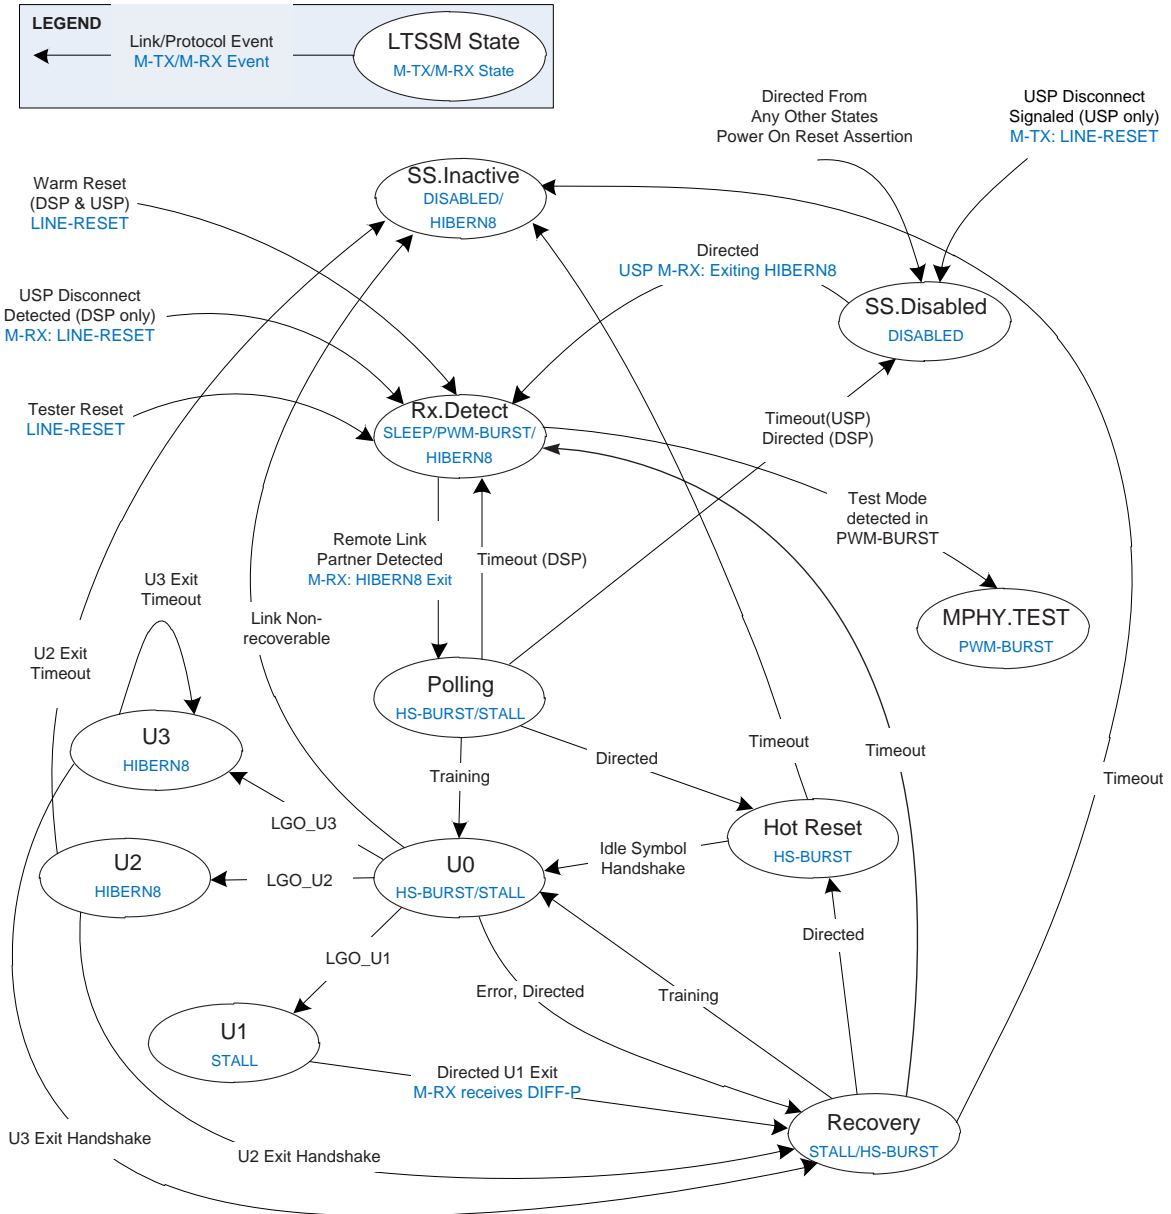 LEGEND
Link/Protocol Event
M-TX/M-RX Event
LTSSM State
M-TX/M-RX State
Directed From
Any Other States
Power On Reset Assertion
USP Disconnect
Signaled (USP only)
M-TX: LINE-RESET
SS.Inactive
DISABLED/
HIBERN8
Warm Reset
(DSP & USP)
LINE-RESET
Directed
USP M-RX: Exiting HIBERN8
SS.Disabled
DISABLED
USP Disconnect
Detected (DSP only)
M-RX: LINE-RESET
Tester Reset
LINE-RESET
Rx.Detect
SLEEP/PWM-BURST/
HIBERN8
Timeout(USP)
Directed (DSP)
Test Mode
detected in
PWM-BURST
Remote Link
Partner Detected
M-RX: HIBERN8 Exit
Timeout (DSP)
U3 Exit
Timeout
Link Non-
recoverable
MPHY.TEST
PWM-BURST
U2 Exit
Timeout
Polling
HS-BURST/STALL
U3
HIBERN8
Training
Directed
Timeout
Timeout
Timeout
LGO_U3
Hot Reset
HS-BURST
Idle Symbol
Handshake
U2
HIBERN8
LGO_U2
U0
HS-BURST/STALL
LGO_U1
Directed
Error, Directed
Training
U1
STALL
Directed U1 Exit
M-RX receives DIFF-P
Recovery
STALL/HS-BURST
U3 Exit Handshake
U2 Exit Handshake